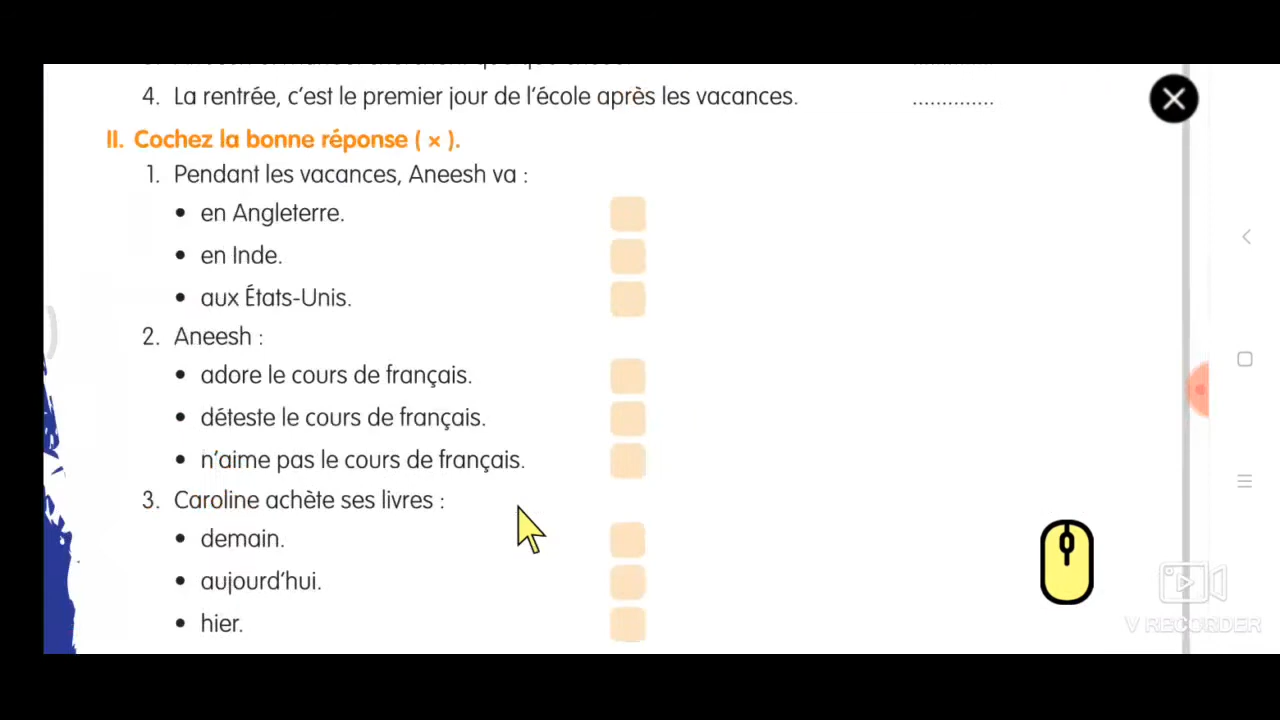 4. La rentrée, c'est le premier jour de l'école après les vacances. ..............
II. Cochez la bonne réponse ( × ).
1. Pendant les vacances, Aneesh va :
• en Angleterre.
• en Inde.
• aux États-Unis.
2. Aneesh :
• adore le cours de français.
• déteste le cours de français.
• n'aime pas le cours de français.
3. Caroline achète ses livres :
• demain.
• aujourd'hui.
• hier.
V RECORDER